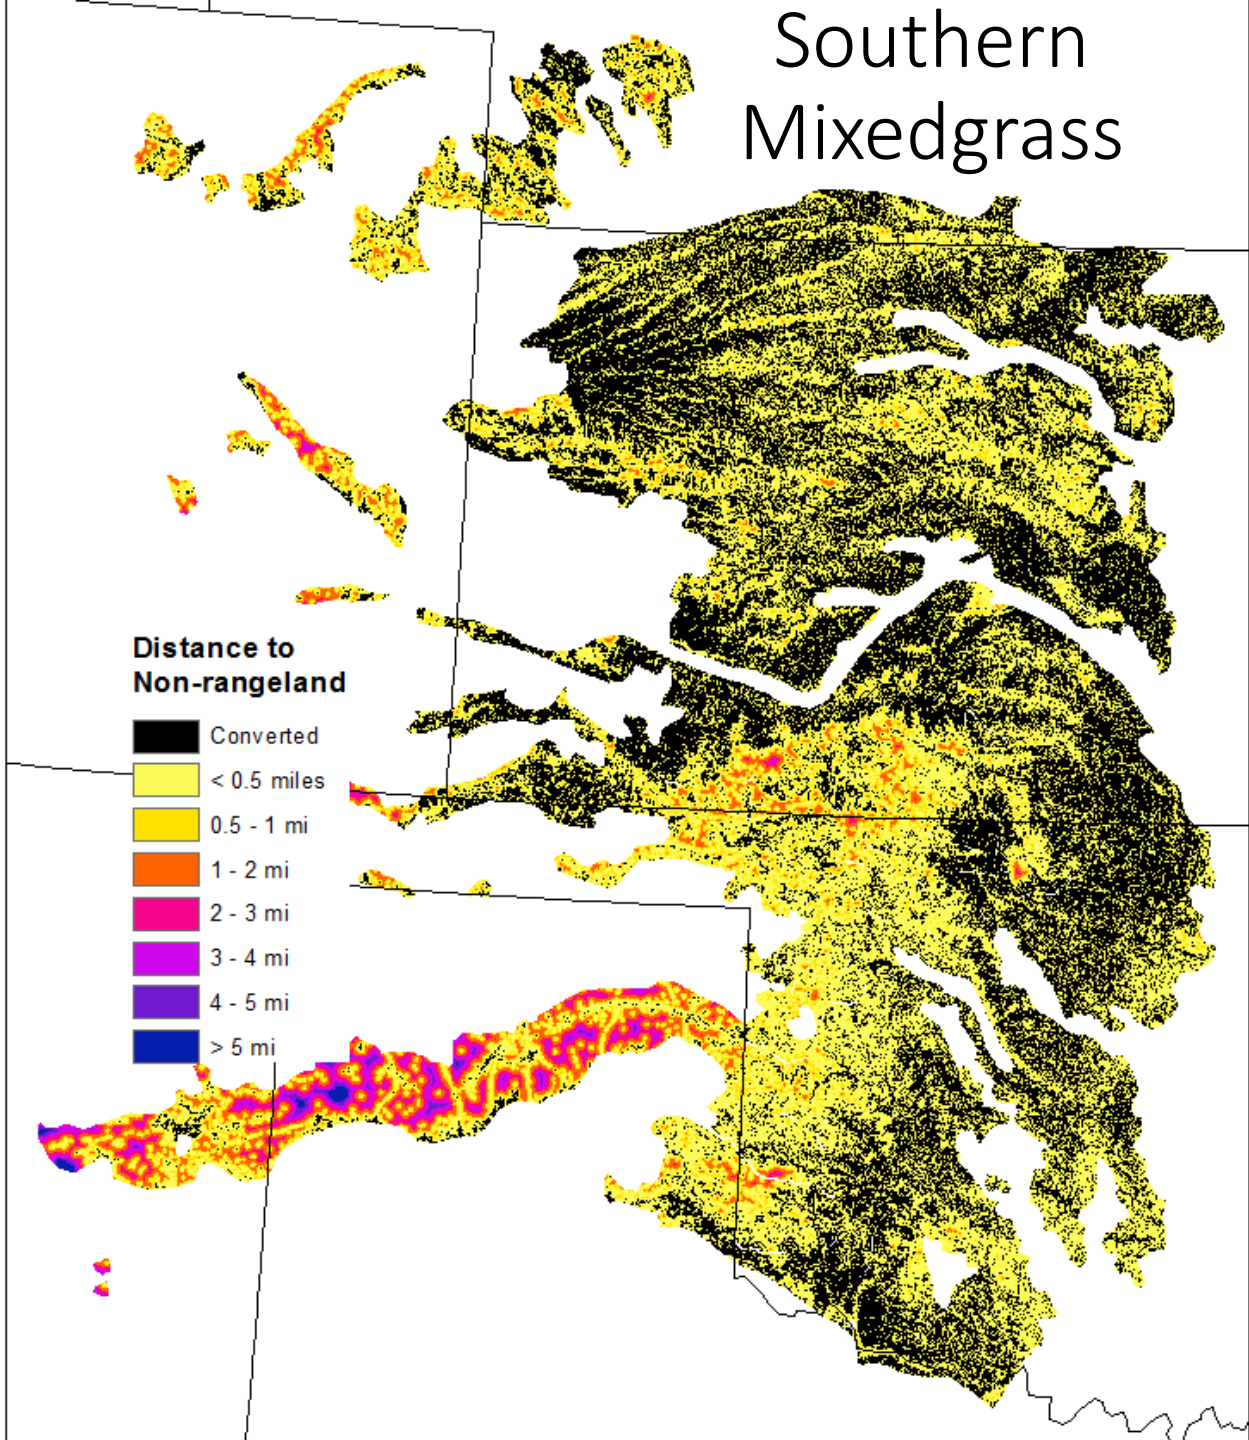 Southern
Mixedgrass
Distance to
Non-rangeland
Converted
< 0.5 miles
0.5 - 1 mi
1 - 2 mi
2 - 3 mi
3 - 4 mi
4 - 5 mi
> 5 mi